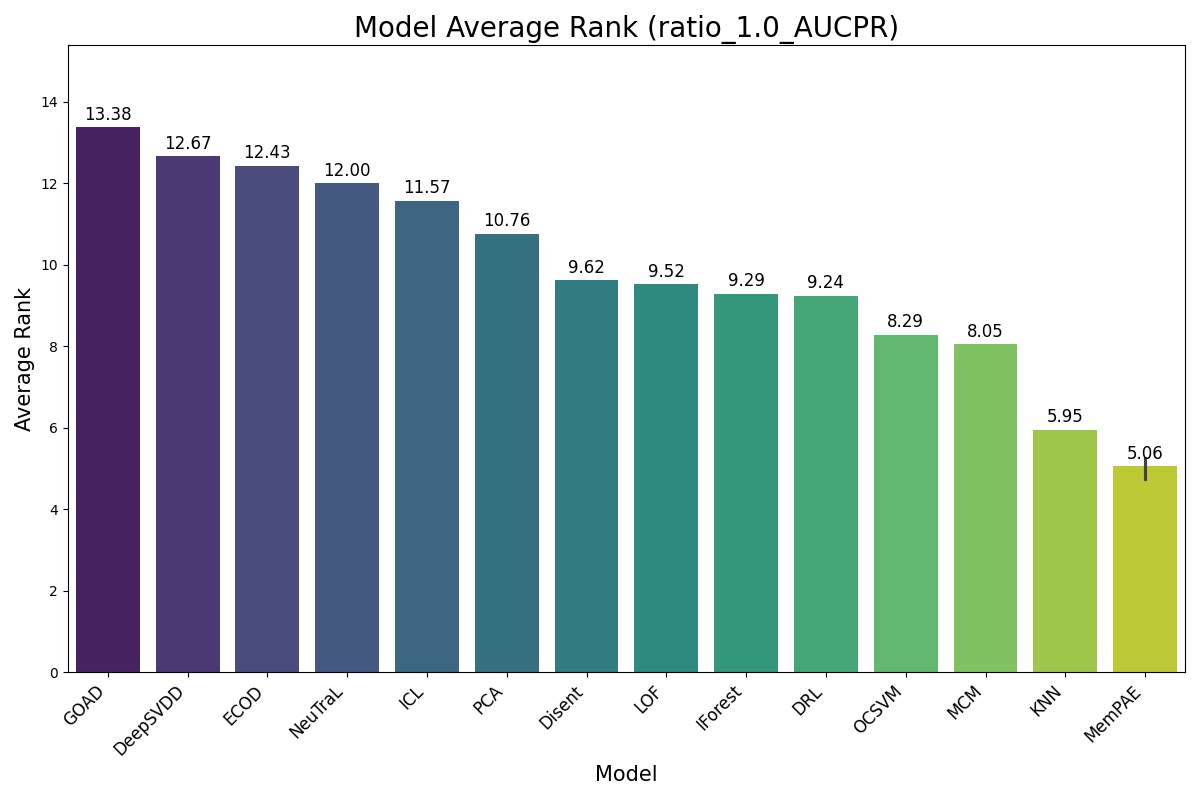 Model Average Rank (ratio_1.0_AUCPR)
14
12
10
8
6
4
2
0
Average Rank
13.38
12.67
12.43
12.00
11.57
10.76
9.62
9.52
9.29
9.24
8.29
8.05
5.95
5.06
GOAD
DeepSVDD
ECOD
NeuTraL
ICL
PCA
Disent
LOF
IForest
DRL
OCSVM
MCM
KNN
MemPAE
Model